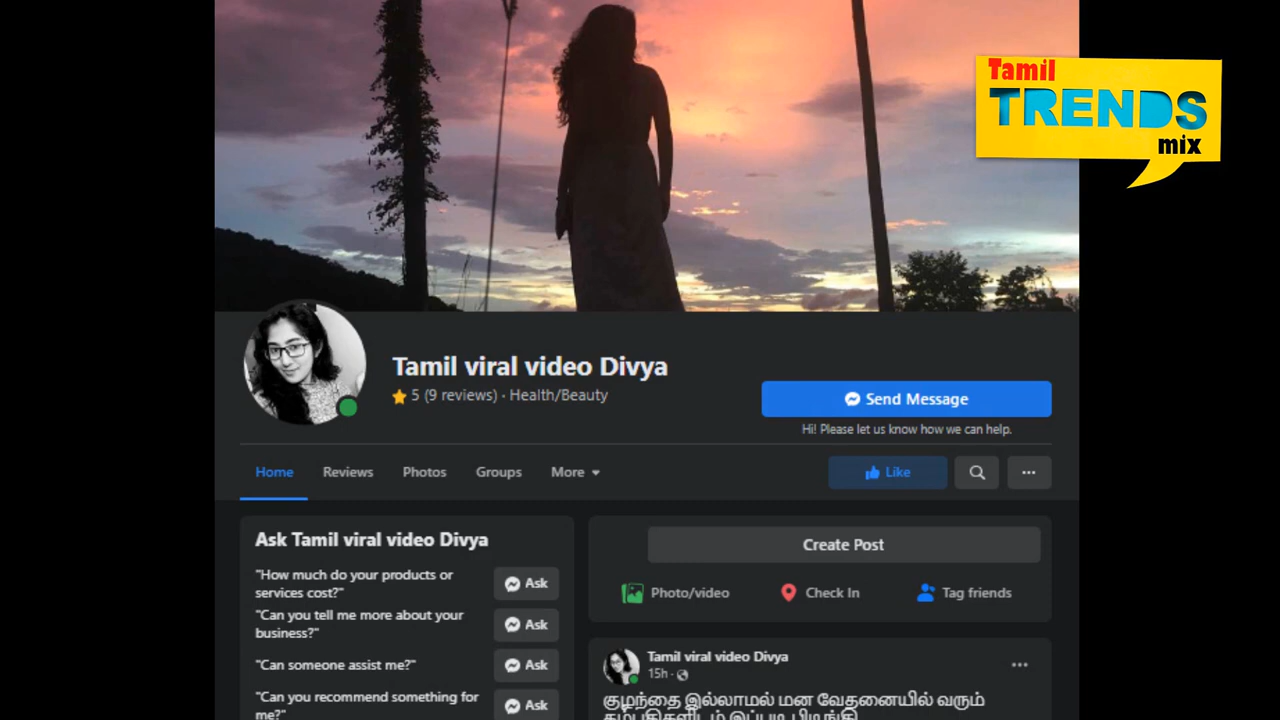 Tamil
TRENDS
mix
Tamil viral video Divya
5 (9 reviews) · Health/Beauty
Send Message
Hi! Please let us know how we can help.
Home Reviews Photos Groups More
Like
Ask Tamil viral video Divya
"How much do your products or
services cost?"
Ask
"Can you tell me more about your
business?"
Ask
"Can someone assist me?"
Ask
"Can you recommend something for
me?"
Ask
Create Post
Photo/video Check In Tag friends
Tamil viral video Divya
15h ·
குழந்தை இல்லாமல் மன வேதனையில் வரும்